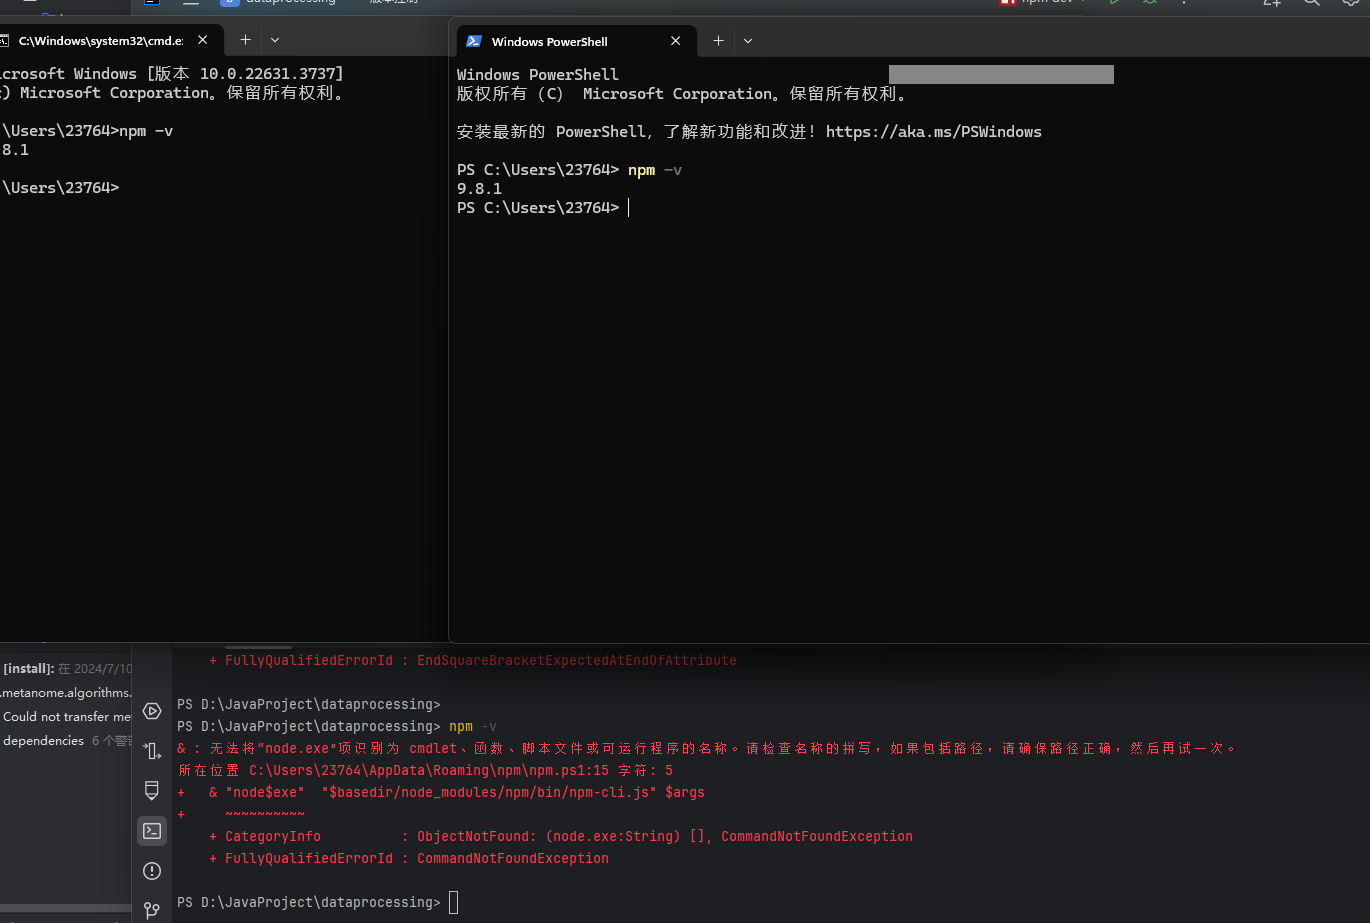 dataprocessing
版本控制
npm dev
C:\Windows\system32\cmd.e
crosoft Windows [版本 10.0.22631.3737]
) Microsoft Corporation。保留所有权利。
\Users\23764>npm -v
8.1
\Users\23764>
Windows PowerShell
Windows PowerShell
版权所有 (C) Microsoft Corporation。保留所有权利。
安装最新的 PowerShell，了解新功能和改进！https://aka.ms/PSWindows
PS C:\Users\23764> npm -v
9.8.1
PS C:\Users\23764>
[install]: 在 2024/7/10
.metanome.algorithms.
Could not transfer me
dependencies 6 个警告
+ FullyQualifiedErrorId : EndSquareBracketExpectedAtEndOfAttribute
PS D:\JavaProject\dataprocessing>
PS D:\JavaProject\dataprocessing> npm -v
& : 无法将“node.exe”项识别为 cmdlet、函数、脚本文件或可运行程序的名称。请检查名称的拼写，如果包括路径，请确保路径正确，然后再试一次。
所在位置 C:\Users\23764\AppData\Roaming\npm\npm.ps1:15 字符: 5
+ & "node$exe" "$basedir/node_modules/npm/bin/npm-cli.js" $args
+ ~~~~~~~~~~
+ CategoryInfo : ObjectNotFound: (node.exe:String) [], CommandNotFoundException
+ FullyQualifiedErrorId : CommandNotFoundException
PS D:\JavaProject\dataprocessing>